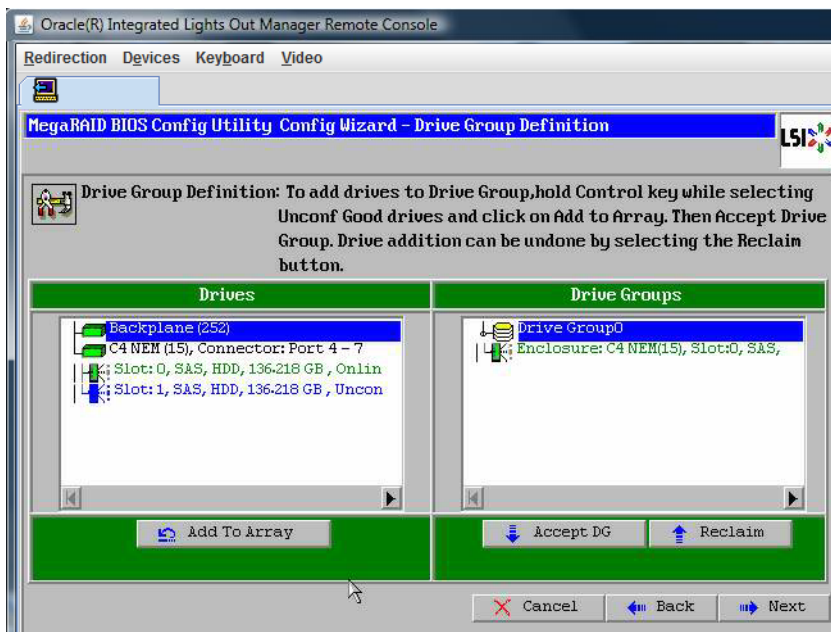 Oracle(R) Integrated Lights Out Manager Remote Console
Redirection Devices Keyboard Video
MegaRAID BIOS Config Utility Config Wizard - Drive Group Definition
LSI
Drive Group Definition: To add drives to Drive Group,hold Control key while selecting
Unconf Good drives and click on Add to Array. Then Accept Drive
Group. Drive addition can be undone by selecting the Reclaim
button.
Drives
Backplane (252)
C4 NEM (15), Connector: Port 4 - 7
Slot: 0, SAS, HDD, 136.218 GB , Onlin
Slot: 1, SAS, HDD, 136.218 GB , Uncon
Add To Array
Drive Groups
Drive Group0
Enclosure: C4 NEM(15), Slot:0, SAS,
Accept DG Reclaim
Cancel Back Next